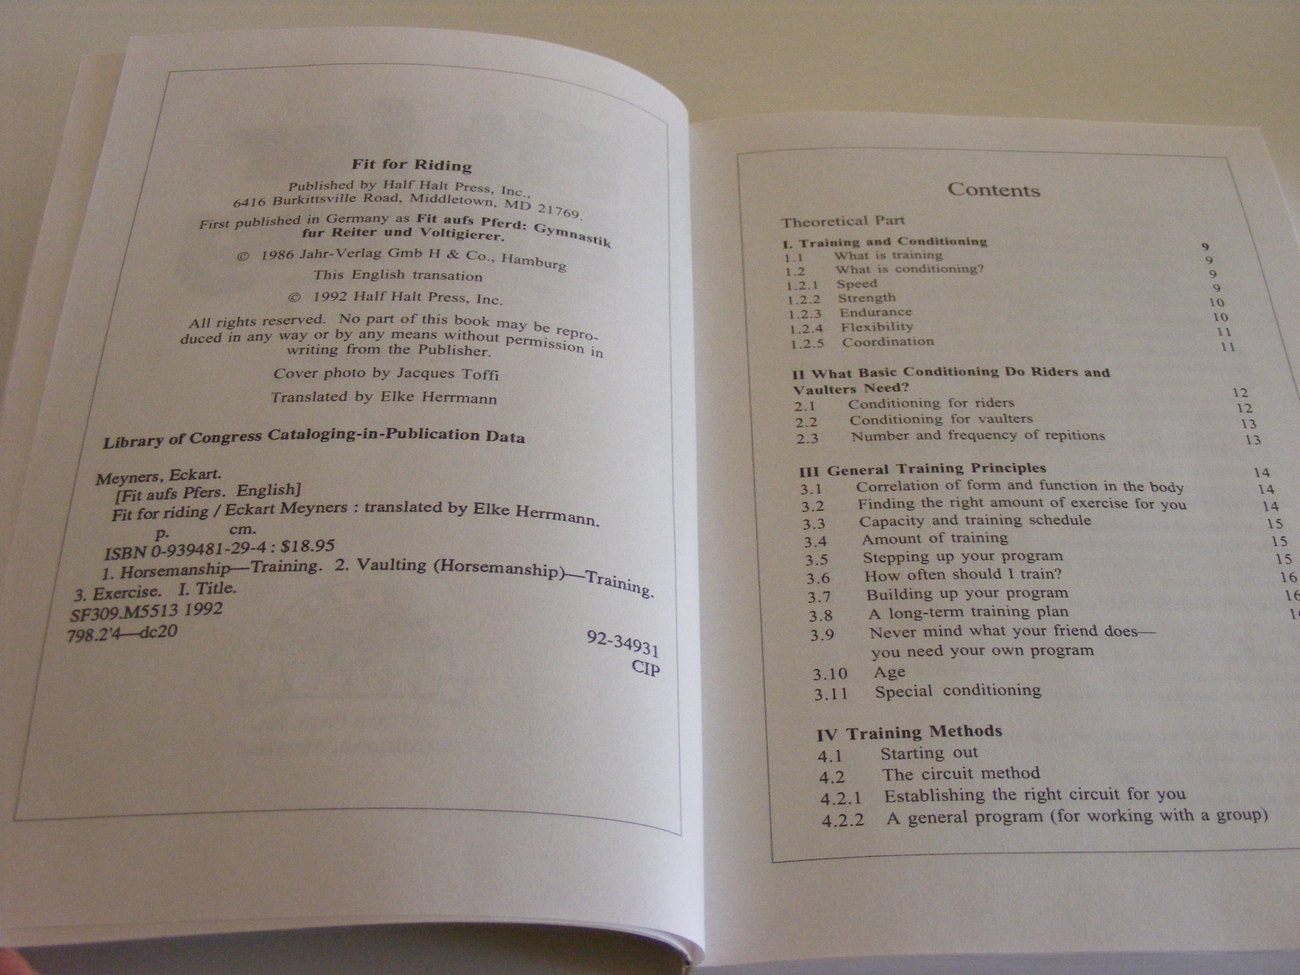 Fit for Riding
Published by Half Halt Press, Inc.,
6416 Burkittsville Road, Middletown, MD 21769.
First published in Germany as Fit aufs Pferd: Gymnastik
fur Reiter und Voltigierer.
© 1986 Jahr-Verlag Gmb H & Co., Hamburg
This English transation
© 1992 Half Halt Press, Inc.
All rights reserved. No part of this book may be repro-
duced in any way or by any means without permission in
writing from the Publisher.
Cover photo by Jacques Toffi
Translated by Elke Herrmann
Library of Congress Cataloging-in-Publication Data
Meyners, Eckart.
[Fit aufs Pfers. English]
Fit for riding / Eckart Meyners : translated by Elke Herrmann.
p. cm.
ISBN 0-939481-29-4 : $18.95
1. Horsemanship—Training. 2. Vaulting (Horsemanship)—Training.
3. Exercise. I. Title.
SF309.M5513 1992
798.2'4—dc20
92-34931
CIP
Contents
Theoretical Part
I. Training and Conditioning 9
1.1 What is training 9
1.2 What is conditioning? 9
1.2.1 Speed 9
1.2.2 Strength 10
1.2.3 Endurance 10
1.2.4 Flexibility 11
1.2.5 Coordination 11
II What Basic Conditioning Do Riders and
Vaulters Need? 12
2.1 Conditioning for riders 12
2.2 Conditioning for vaulters 13
2.3 Number and frequency of repitions 13
III General Training Principles 14
3.1 Correlation of form and function in the body 14
3.2 Finding the right amount of exercise for you 14
3.3 Capacity and training schedule 15
3.4 Amount of training 15
3.5 Stepping up your program 15
3.6 How often should I train? 16
3.7 Building up your program 16
3.8 A long-term training plan
3.9 Never mind what your friend does—
you need your own program
3.10 Age
3.11 Special conditioning
IV Training Methods
4.1 Starting out
4.2 The circuit method
4.2.1 Establishing the right circuit for you
4.2.2 A general program (for working with a group)